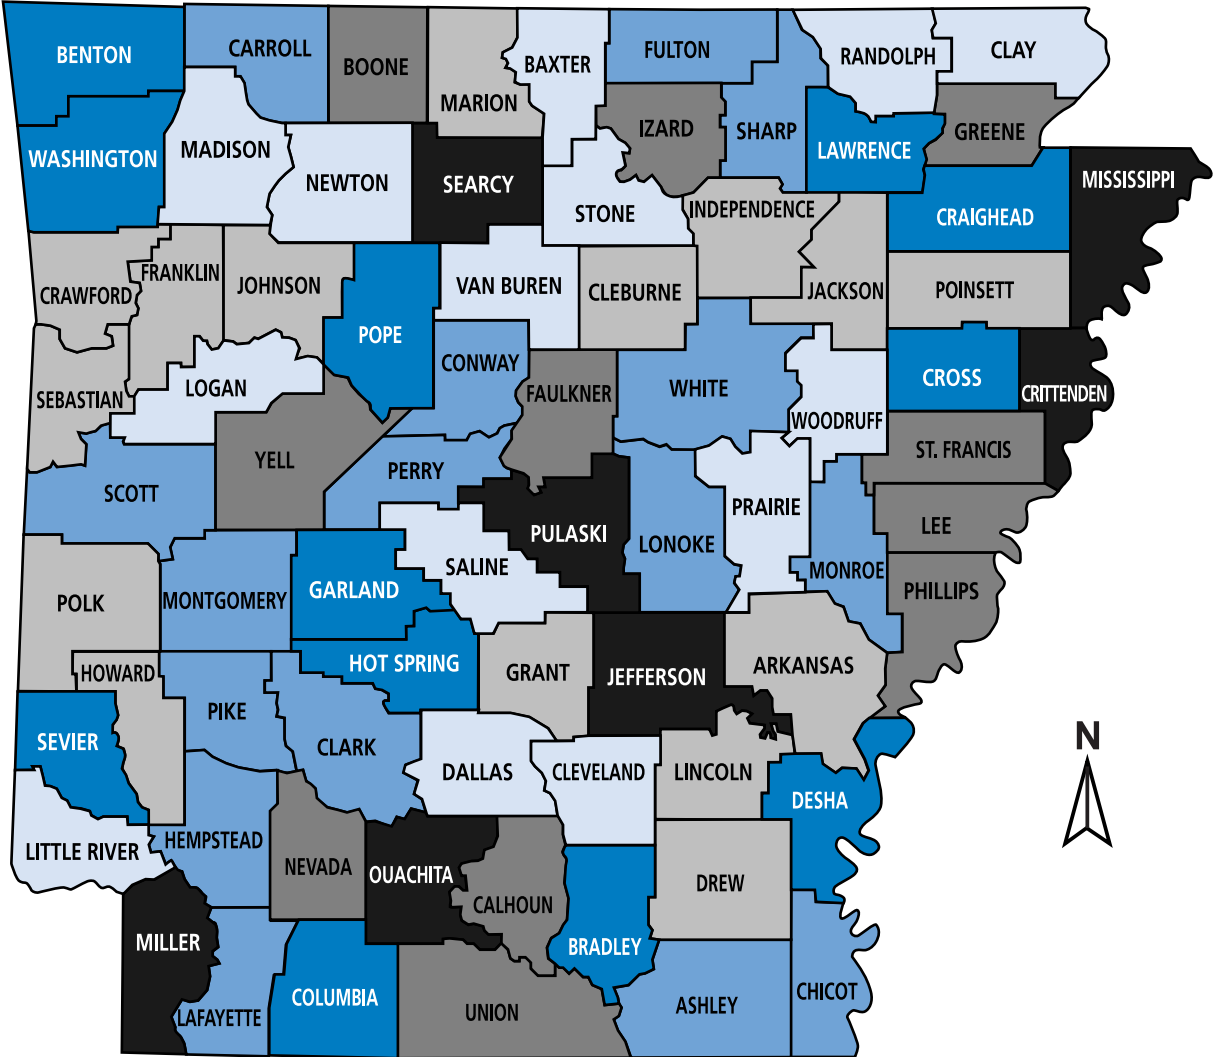 BENTON
CARROLL
BOONE
MARION
BAXTER
FULTON
RANDOLPH
CLAY
WASHINGTON
MADISON
NEWTON
SEARCY
STONE
IZARD
SHARP
LAWRENCE
GREENE
MISSISSIPPI
INDEPENDENCE
CRAIGHEAD
CRAWFORD
FRANKLIN
JOHNSON
POPE
VAN BUREN
CLEBURNE
JACKSON
POINSETT
SEBASTIAN
LOGAN
CONWAY
FAULKNER
WHITE
WOODRUFF
CROSS
CRITTENDEN
SCOTT
YELL
PERRY
PULASKI
LONOKE
PRAIRIE
ST. FRANCIS
LEE
POLK
MONTGOMERY
GARLAND
SALINE
MONROE
PHILLIPS
HOWARD
PIKE
HOT SPRING
GRANT
JEFFERSON
ARKANSAS
SEVIER
CLARK
DALLAS
CLEVELAND
LINCOLN
DESHA
N
LITTLE RIVER
HEMPSTEAD
NEVADA
OUACHITA
CALHOUN
DREW
MILLER
BRADLEY
LAFAYETTE
COLUMBIA
UNION
ASHLEY
CHICOT